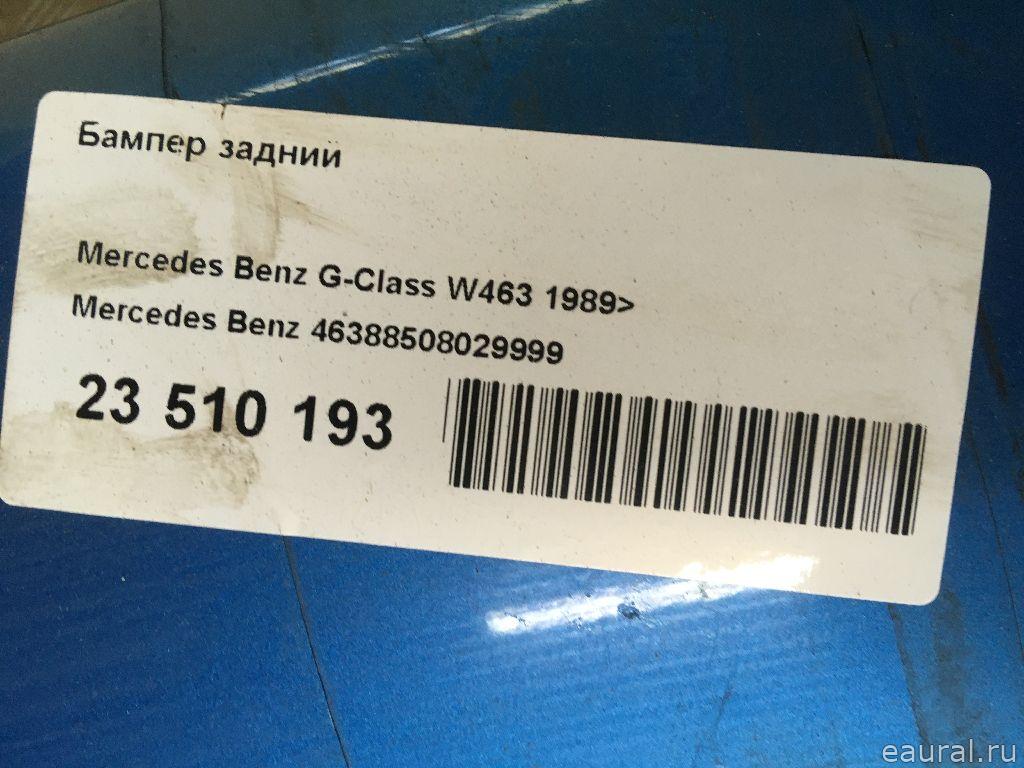 Бампер задний
Mercedes Benz G-Class W463 1989>
Mercedes Benz 46388508029999
23 510 193
eaural.ru